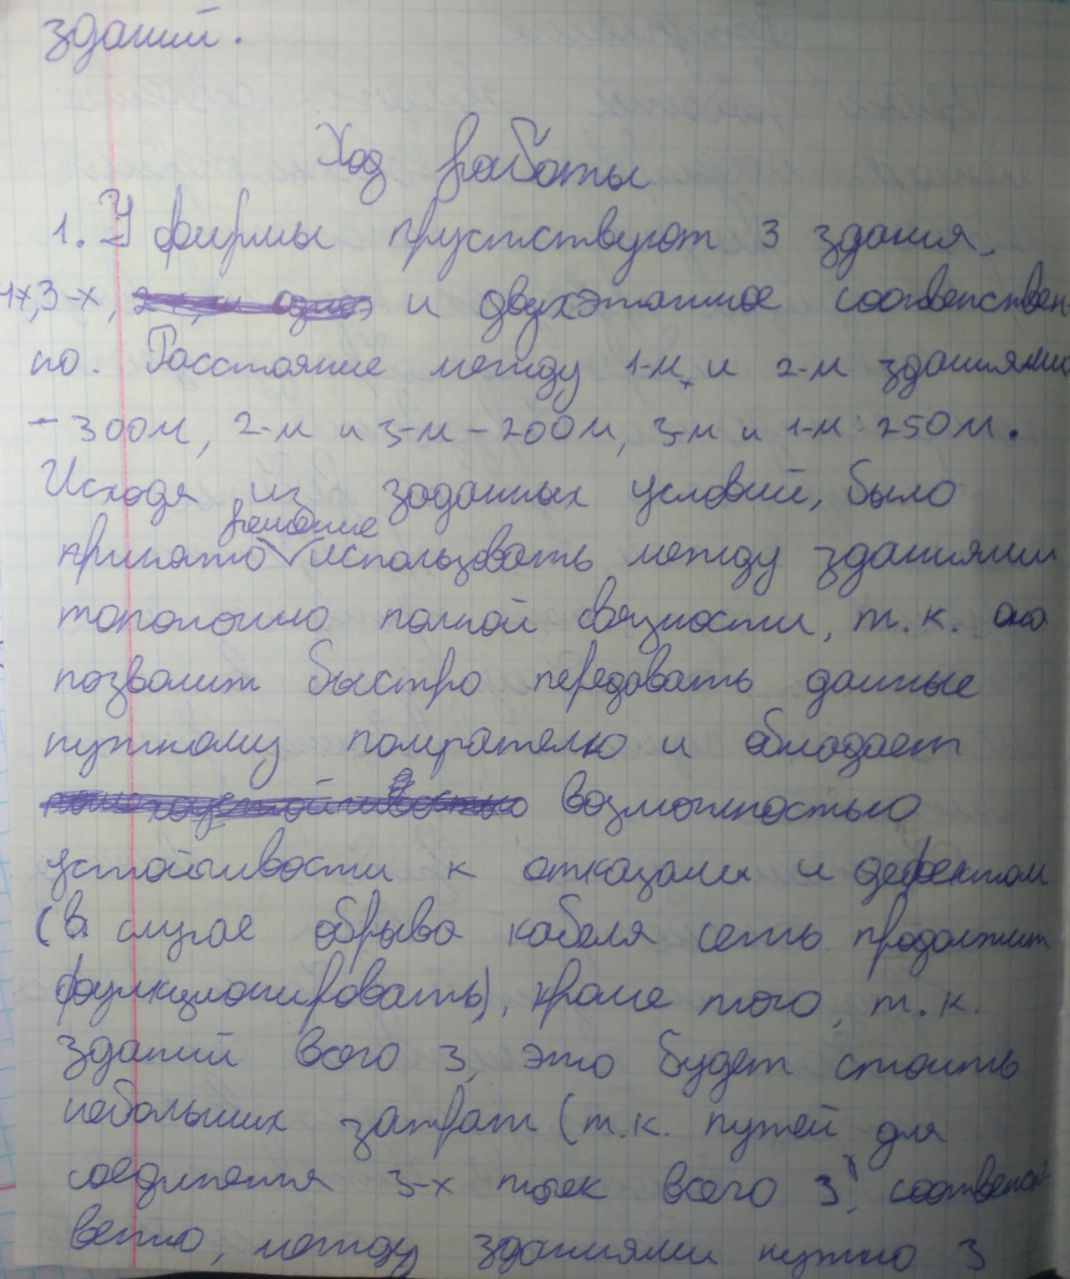 зданий.
Ход работы
1. У фирмы прустствуют 3 здания,
4х,3-х, и двухэтажное соответствен
но. Расстояние между 1-м и 2-м зданиями
- 300м, 2-м и 3-м - 200м, 3-м и 1-м 250м.
Исходя из заданных условий, было
решение
принято использовать между зданиями
топологию полной связности, т.к. она
позволит быстро передавать данные
нужному получателю и обладает
возможностью
устойчивости к отказам и дефектам
(в случае обрыва кабеля сеть продолжит
функционировать), кроме того, т.к.
зданий всего 3, это будет стоить
небольших затрат (т.к. путей для
соединения 3-х точек всего 3, соответст
венно, между зданиями нужно 3